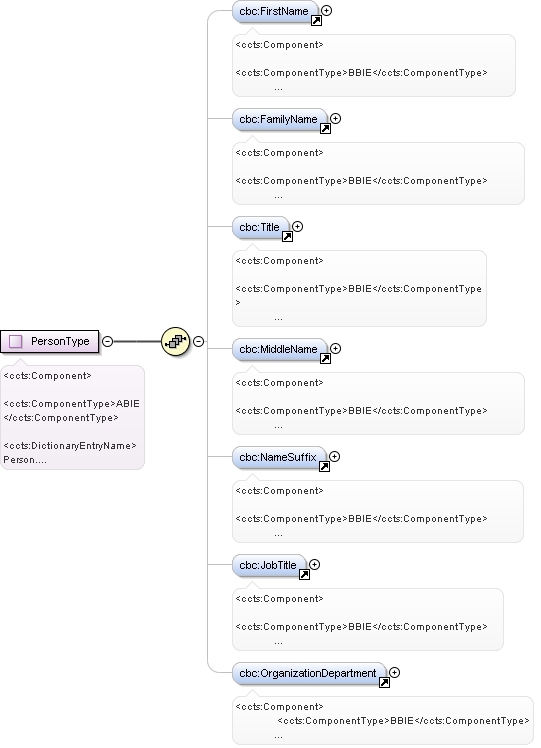 cbc:FirstName
<ccts:Component>
<ccts:ComponentType>BBIE</ccts:ComponentType>
...
cbc:FamilyName
<ccts:Component>
<ccts:ComponentType>BBIE</ccts:ComponentType>
...
cbc:Title
<ccts:Component>
<ccts:ComponentType>BBIE</ccts:ComponentType
>
...
PersonType
<ccts:Component>
<ccts:ComponentType>ABIE
</ccts:ComponentType>
<ccts:DictionaryEntryName>
Person....
cbc:MiddleName
<ccts:Component>
<ccts:ComponentType>BBIE</ccts:ComponentType>
...
cbc:NameSuffix
<ccts:Component>
<ccts:ComponentType>BBIE</ccts:ComponentType>
...
cbc:JobTitle
<ccts:Component>
<ccts:ComponentType>BBIE</ccts:ComponentType>
...
cbc:OrganizationDepartment
<ccts:Component>
<ccts:ComponentType>BBIE</ccts:ComponentType>
...